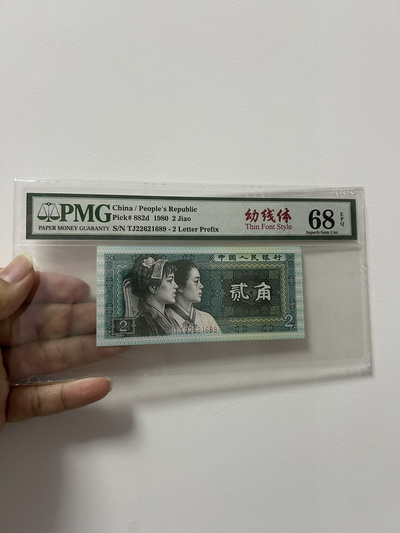 PMG
PAPER MONEY GUARANTY
China / People's Republic
Pick# 882d 1980 2 Jiao
S/N TJ22621689 - 2 Letter Prefix
幼线体
Thin Font Style
68
EPQ
Superb Gem Unc
中国人民银行
贰角
2
2
TJ22621689